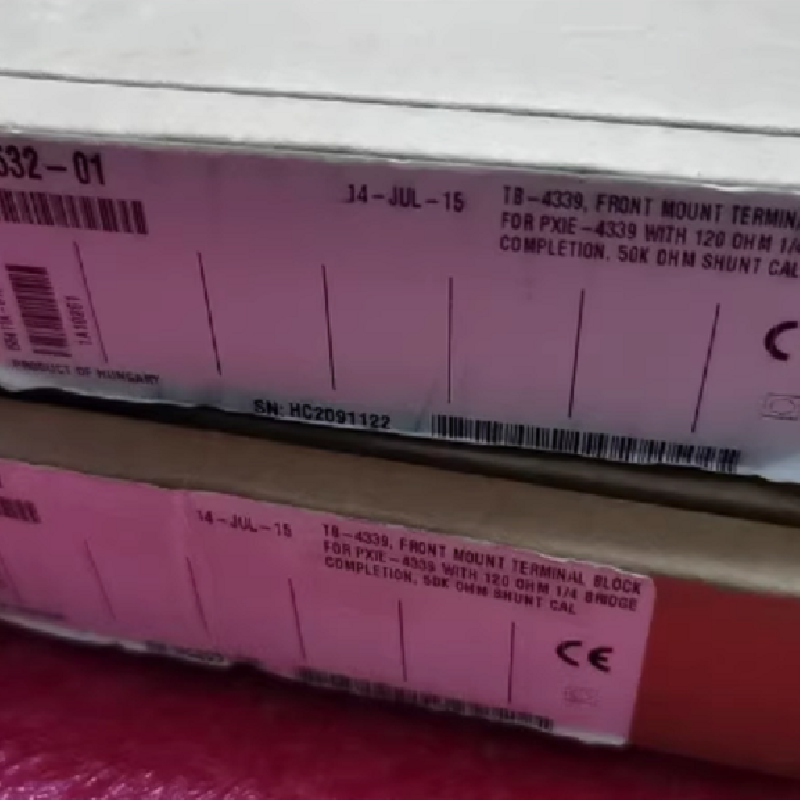 532-01
14-JUL-15
TB-4339, FRONT MOUNT TERMINAL
FOR PXIE-4339 WITH 120 OHM 1/4
COMPLETION, 50K OHM SHUNT CAL
1A10261
PRODUCT OF HUNGARY
SN: HC2091122
CE
14-JUL-15
TB-4339, FRONT MOUNT TERMINAL BLOCK
FOR PXIE-4339 WITH 120 OHM 1/4 BRIDGE
COMPLETION, 50K OHM SHUNT CAL
CE